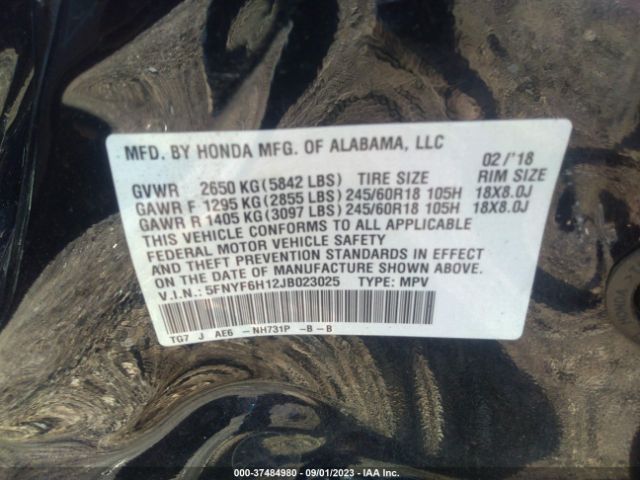 MFD. BY HONDA MFG. OF ALABAMA, LLC 02/'18
GVWR 2650 KG (5842 LBS) TIRE SIZE RIM SIZE
GAWR F 1295 KG (2855 LBS) 245/60R18 105H 18X8.0J
GAWR R 1405 KG (3097 LBS) 245/60R18 105H 18X8.0J
THIS VEHICLE CONFORMS TO ALL APPLICABLE
FEDERAL MOTOR VEHICLE SAFETY
AND THEFT PREVENTION STANDARDS IN EFFECT
ON THE DATE OF MANUFACTURE SHOWN ABOVE.
V.I.N.: 5FNYF6H12JB023025 TYPE: MPV
TG7 J AE6 - NH731P -B-B
000-37484980 - 09/01/2023 - IAA Inc.